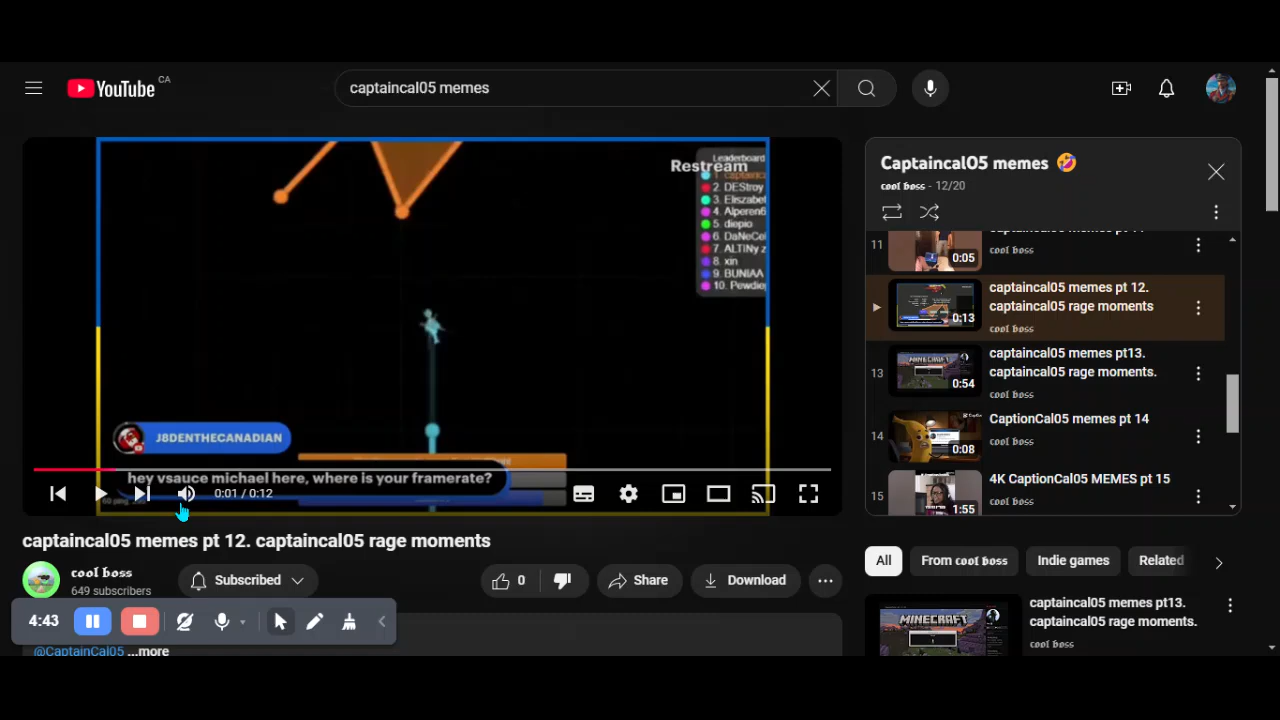 YouTube CA
captaincal05 memes
Restream
Leaderboard
1. captainca
2. DEStroy
3. Eliszabet
4. Alperen6
5. diepio
6. DaNoCo
7. ALTINy z
8. xin
9. BUNIAA
10. Pewdiep
J8DENTHECANADIAN
hey vsauce michael here, where is your framerate?
0:01 / 0:12
captaincal05 memes pt 12. captaincal05 rage moments
cool boss
649 subscribers
Subscribed
0
Share
Download
4:43
@CaptainCal05 ...more
Captaincal05 memes 🤣
cool boss - 12/20
11
0:05
cool boss
captaincal05 memes pt 12.
captaincal05 rage moments
0:13
cool boss
13
MINECRAFT
0:54
captaincal05 memes pt13.
captaincal05 rage moments.
cool boss
14
0:08
CaptionCal05 memes pt 14
cool boss
15
1:55
4K CaptionCal05 MEMES pt 15
cool boss
All
From cool boss
Indie games
Related
MINECRAFT
captaincal05 memes pt13.
captaincal05 rage moments.
cool boss